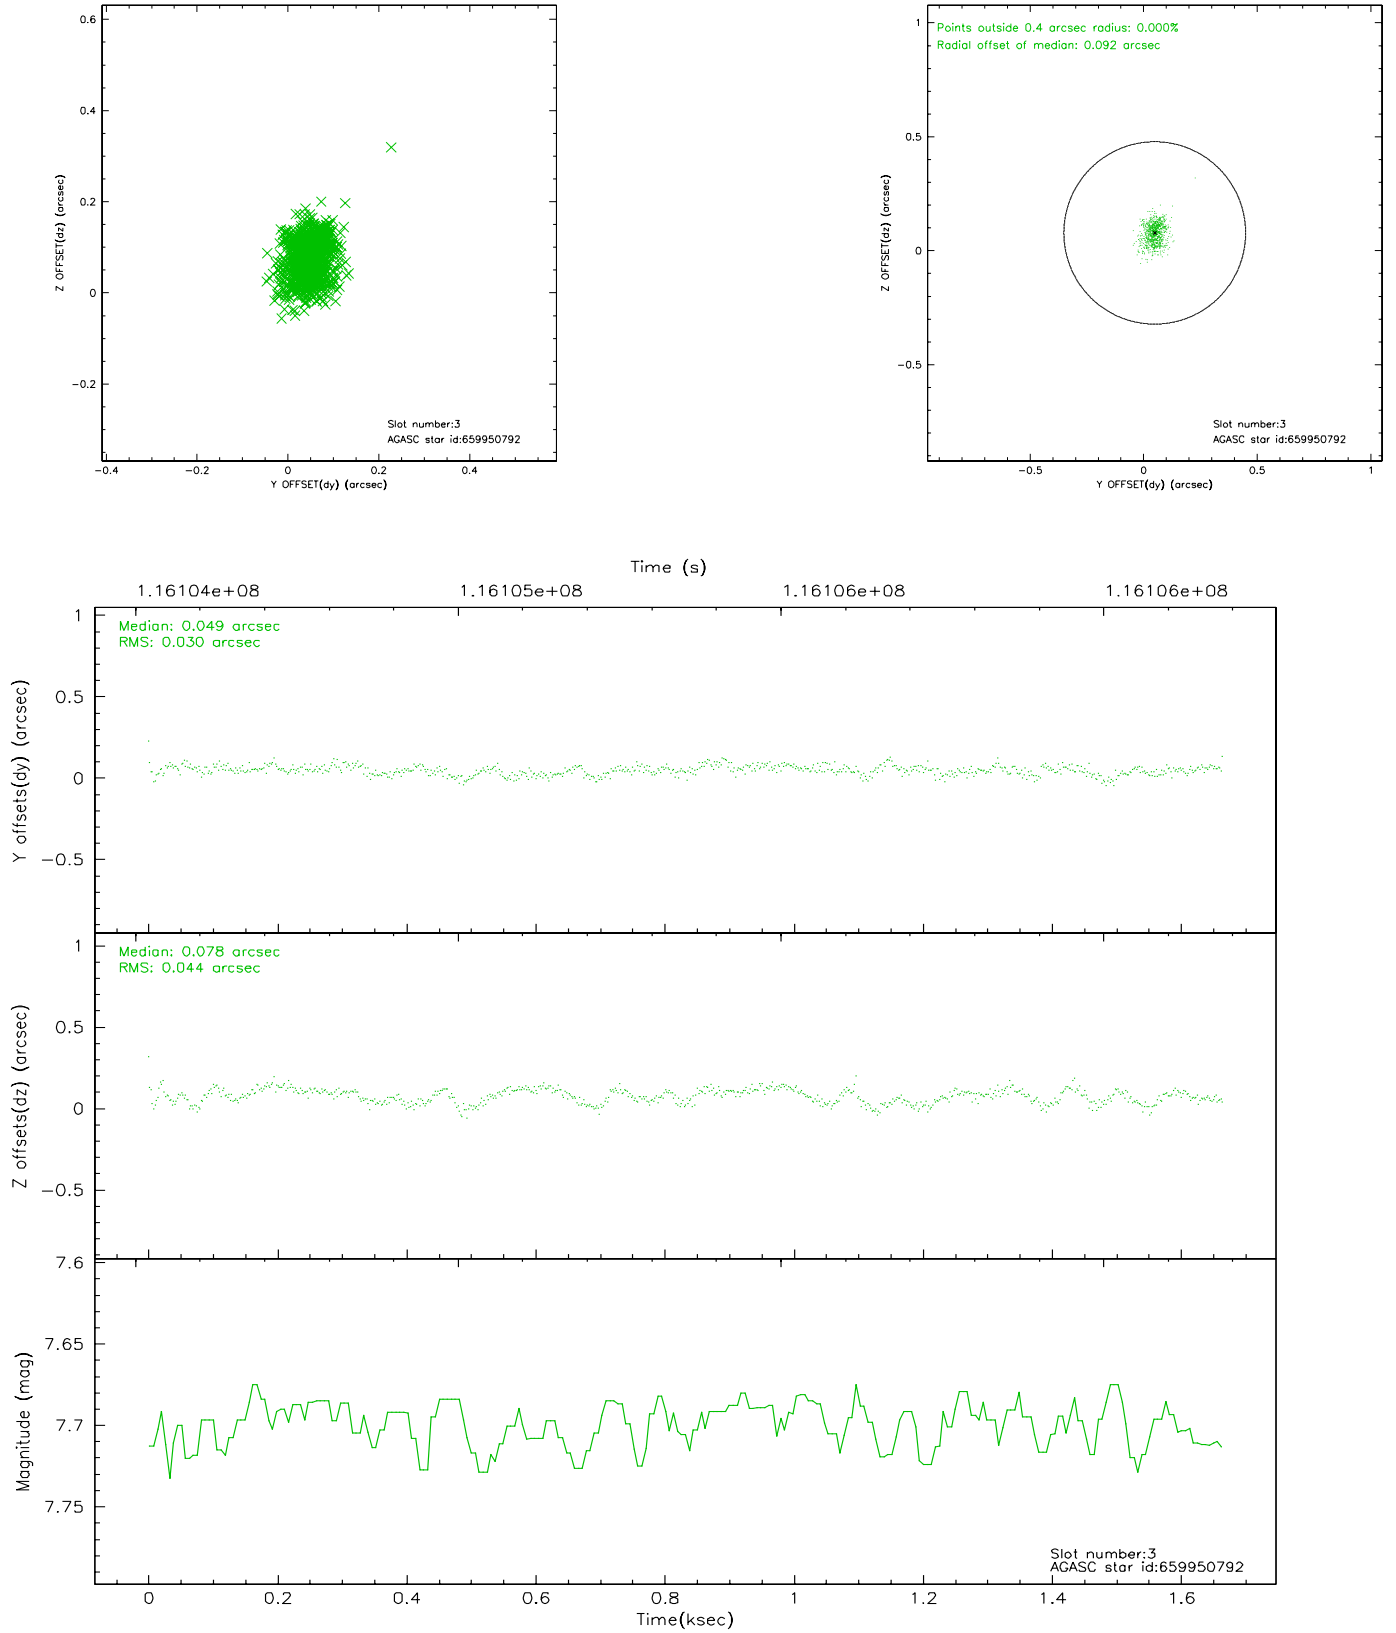 0.6
0.4
0.2
0
−0.2
−0.4
−0.2
0
0.2
0.4
Z OFFSET(dz) (arcsec)
Y OFFSET(dy) (arcsec)
Slot number:3
AGASC star id:659950792
Points outside 0.4 arcsec radius: 0.000%
Radial offset of median: 0.092 arcsec
1
0.5
0
−0.5
−0.5
0
0.5
1
Z OFFSET(dz) (arcsec)
Y OFFSET(dy) (arcsec)
Slot number:3
AGASC star id:659950792
Time (s)
1.16104e+08
1.16105e+08
1.16106e+08
1.16106e+08
Median: 0.049 arcsec
RMS: 0.030 arcsec
1
0.5
0
−0.5
Y offsets(dy) (arcsec)
Median: 0.078 arcsec
RMS: 0.044 arcsec
1
0.5
0
−0.5
Z offsets(dz) (arcsec)
7.6
7.65
7.7
7.75
Magnitude (mag)
Slot number:3
AGASC star id:659950792
0
0.2
0.4
0.6
0.8
1
1.2
1.4
1.6
Time(ksec)